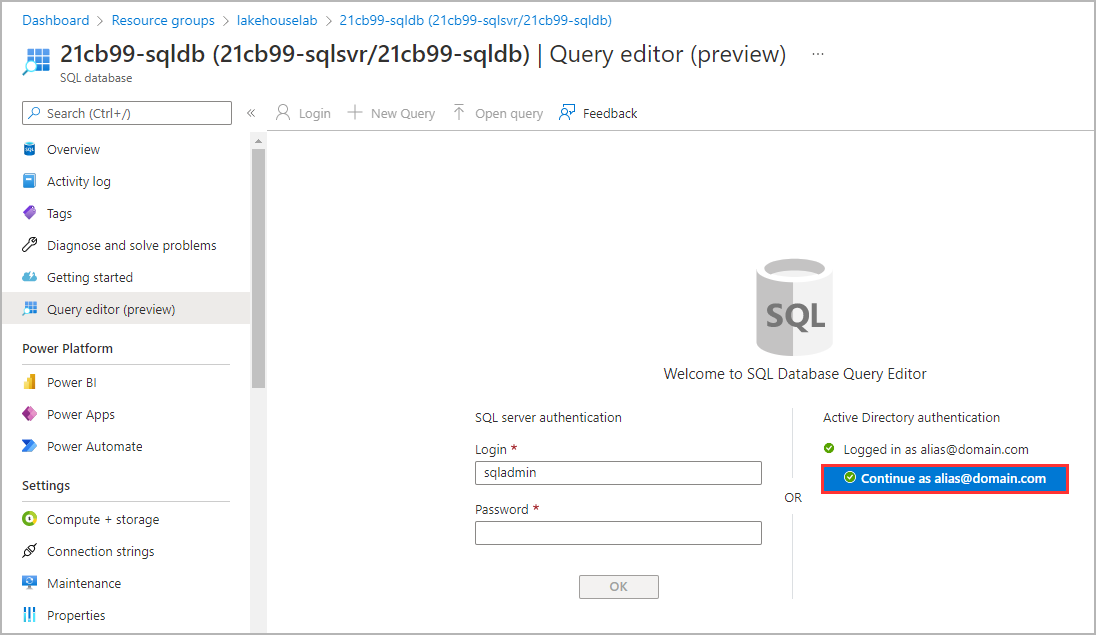 Dashboard > Resource groups > lakehouselab > 21cb99-sqldb (21cb99-sqlsvr/21cb99-sqldb)
21cb99-sqldb (21cb99-sqlsvr/21cb99-sqldb) | Query editor (preview) ...
SQL database
Search (Ctrl+/)
« Login New Query Open query Feedback
Overview
Activity log
Tags
Diagnose and solve problems
Getting started
Query editor (preview)
Power Platform
Power BI
Power Apps
Power Automate
Settings
Compute + storage
Connection strings
Maintenance
Properties
SQL
Welcome to SQL Database Query Editor
SQL server authentication
Login *
sqladmin
Password *
OK
OR
Active Directory authentication
Logged in as alias@domain.com
Continue as alias@domain.com